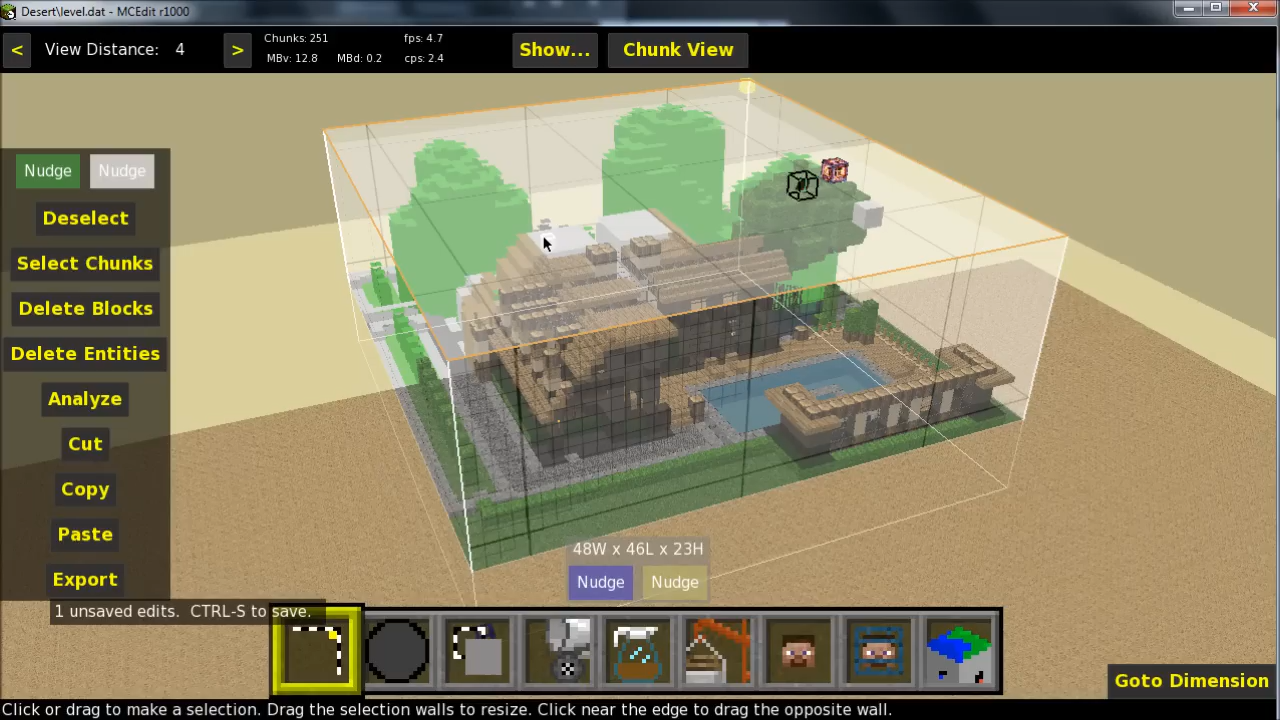 Desert\level.dat - MCEdit r1000
< View Distance: 4 >
Chunks: 251 fps: 4.7
MBv: 12.8 MBd: 0.2 cps: 2.4
Show... Chunk View
Nudge Nudge
Deselect
Select Chunks
Delete Blocks
Delete Entities
Analyze
Cut
Copy
Paste
Export
48W x 46L x 23H
Nudge Nudge
1 unsaved edits. CTRL-S to save.
Goto Dimension
Click or drag to make a selection. Drag the selection walls to resize. Click near the edge to drag the opposite wall.